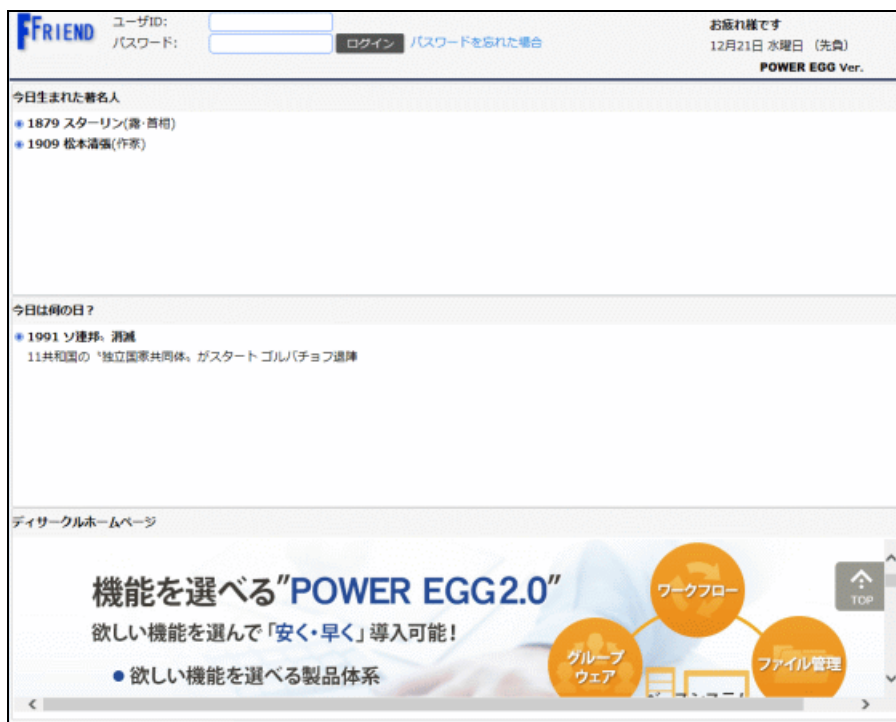 FFRIEND
ユーザID:
パスワード:
ログイン
パスワードを忘れた場合
お疲れ様です
12月21日 水曜日 （先負）
POWER EGG Ver.
今日生まれた著名人
1879 スターリン(露･首相)
1909 松本清張(作家)
今日は何の日？
1991 ソ連邦、消滅
11共和国の〝独立国家共同体〟がスタート ゴルバチョフ退陣
ディサークルホームページ
機能を選べる"POWER EGG2.0"
欲しい機能を選んで「安く・早く」導入可能！
● 欲しい機能を選べる製品体系
ワークフロー
グループ
ウェア
ファイル管理
TOP